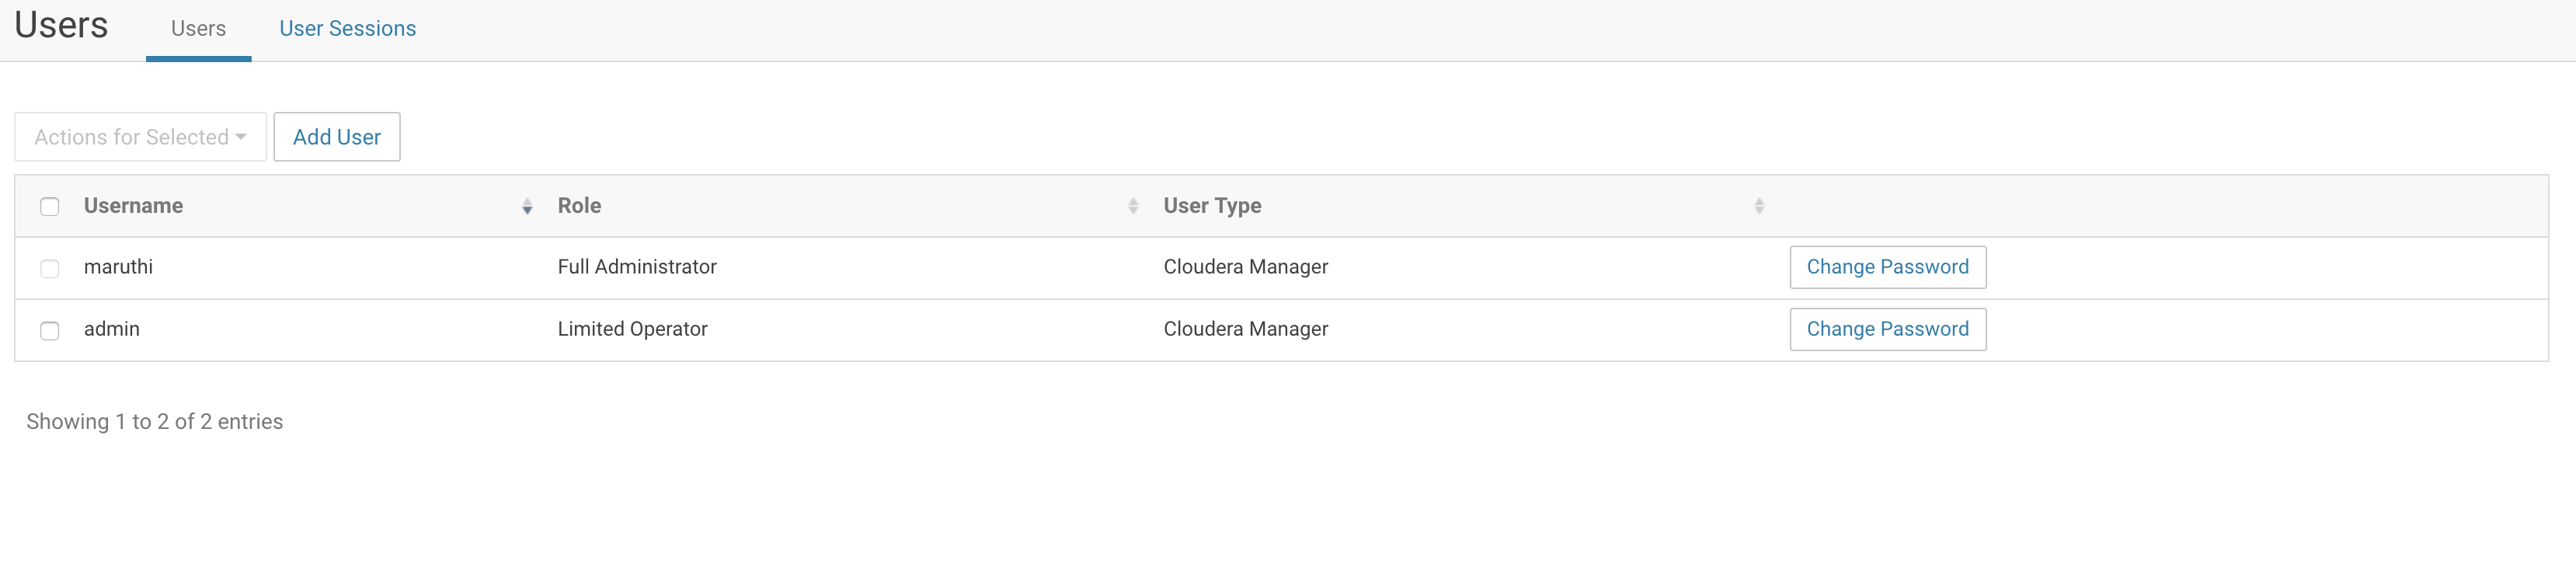 Users Users User Sessions
Actions for Selected Add User
Username Role User Type
maruthi Full Administrator Cloudera Manager Change Password
admin Limited Operator Cloudera Manager Change Password
Showing 1 to 2 of 2 entries